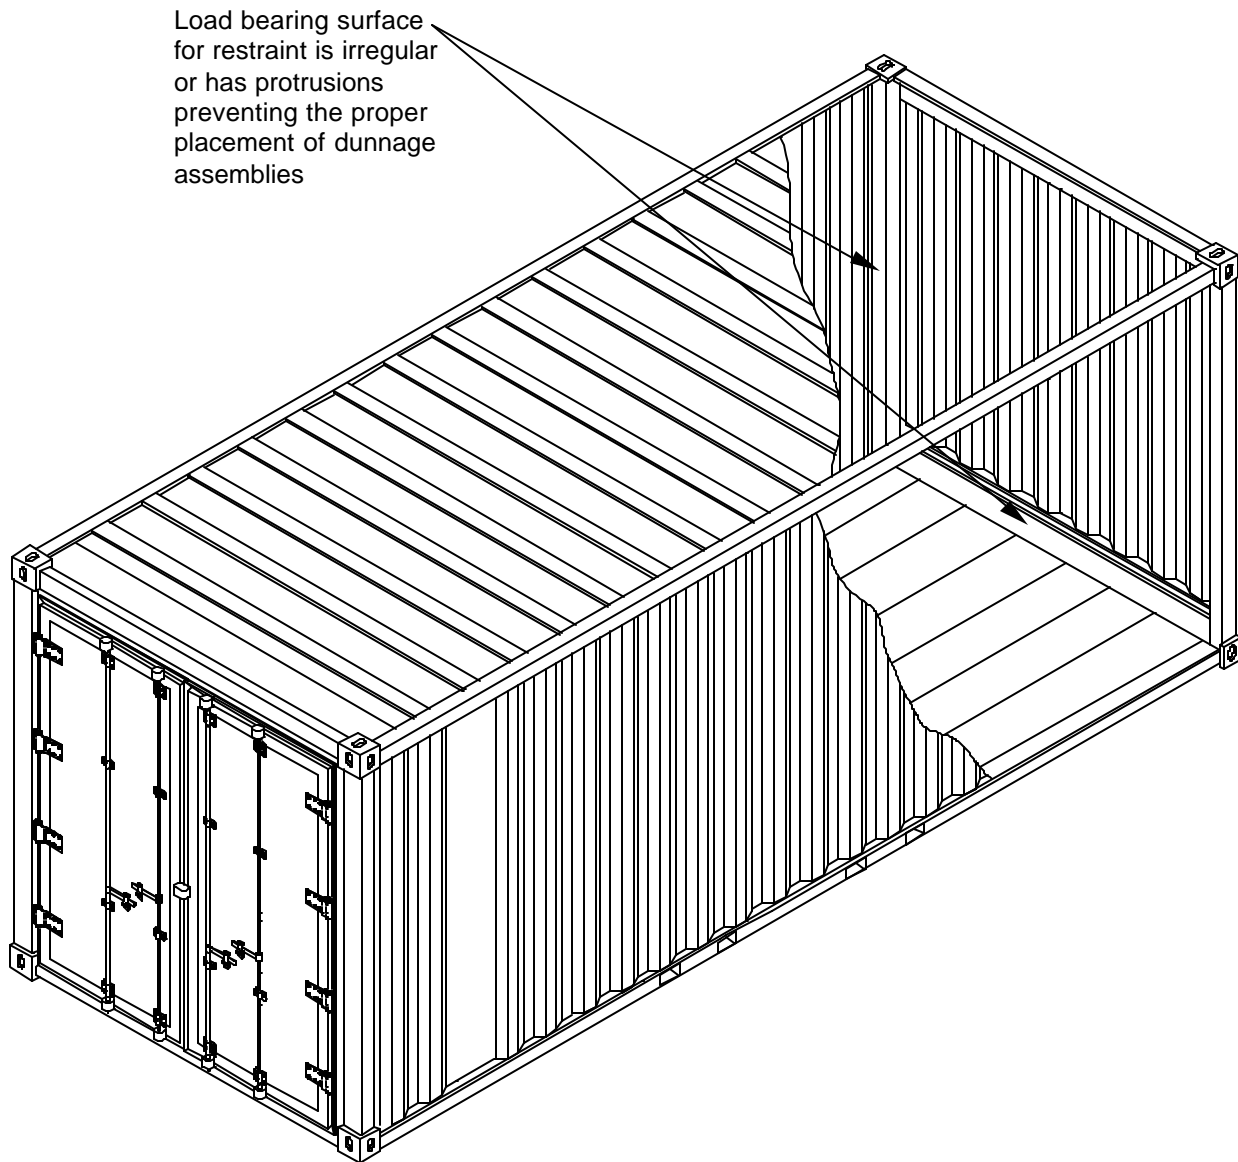 Load bearing surface
for restraint is irregular
or has protrusions
preventing the proper
placement of dunnage
assemblies